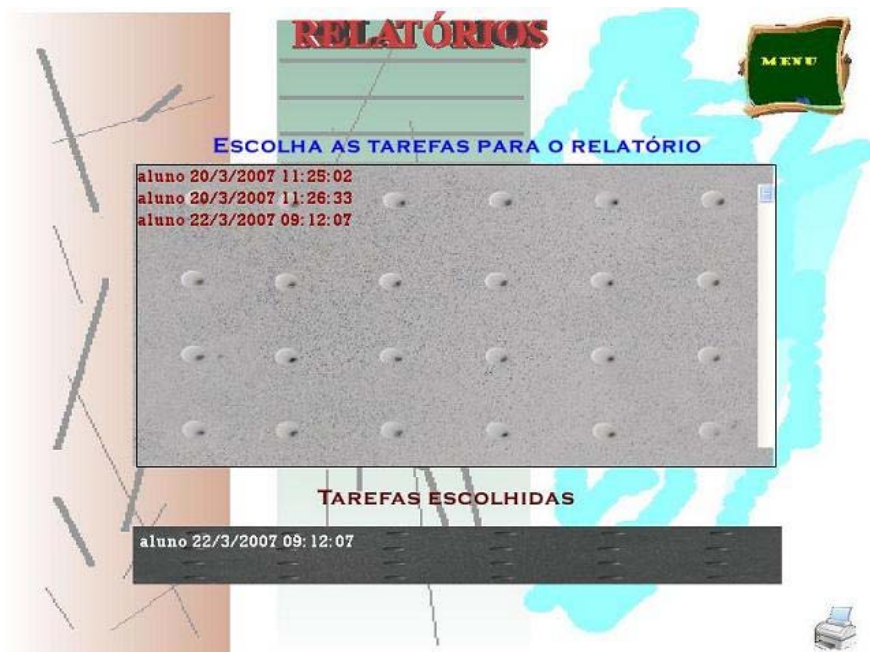 RELATÓRIOS
MENU
ESCOLHA AS TAREFAS PARA O RELATÓRIO
aluno 20/3/2007 11:25:02
aluno 20/3/2007 11:26:33
aluno 22/3/2007 09:12:07
TAREFAS ESCOLHIDAS
aluno 22/3/2007 09:12:07